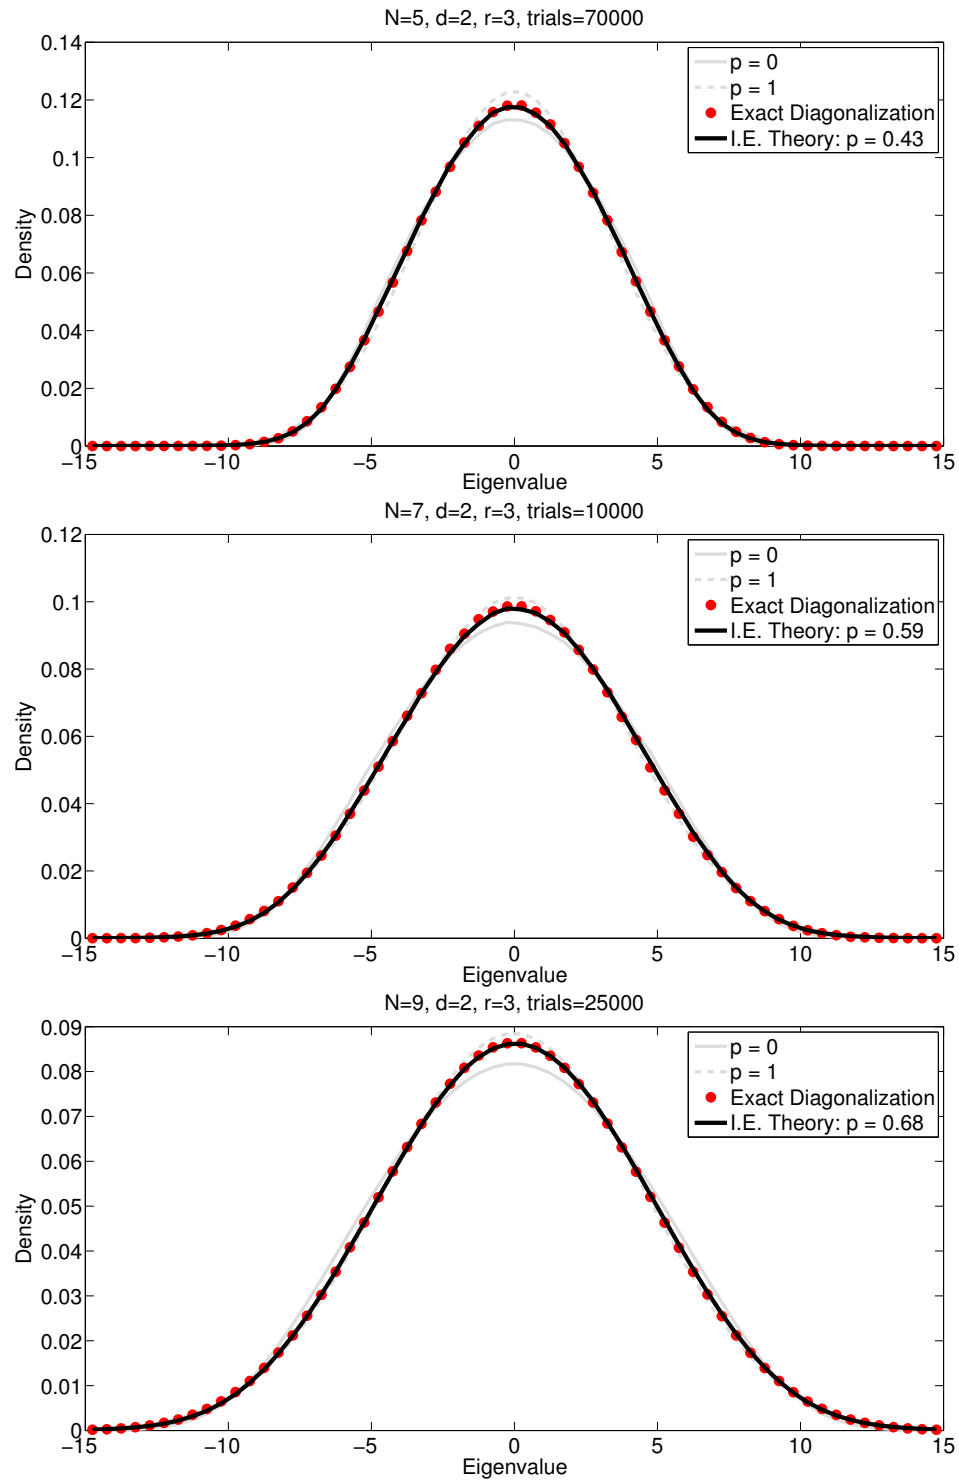 N=5, d=2, r=3, trials=70000
0.14
0.12
0.1
0.08
0.06
0.04
0.02
0
Density
p = 0
p = 1
Exact Diagonalization
I.E. Theory: p = 0.43
−15 −10 −5 0 5 10 15
Eigenvalue
N=7, d=2, r=3, trials=10000
0.12
0.1
0.08
0.06
0.04
0.02
0
Density
p = 0
p = 1
Exact Diagonalization
I.E. Theory: p = 0.59
−15 −10 −5 0 5 10 15
Eigenvalue
N=9, d=2, r=3, trials=25000
0.09
0.08
0.07
0.06
0.05
0.04
0.03
0.02
0.01
0
Density
p = 0
p = 1
Exact Diagonalization
I.E. Theory: p = 0.68
−15 −10 −5 0 5 10 15
Eigenvalue